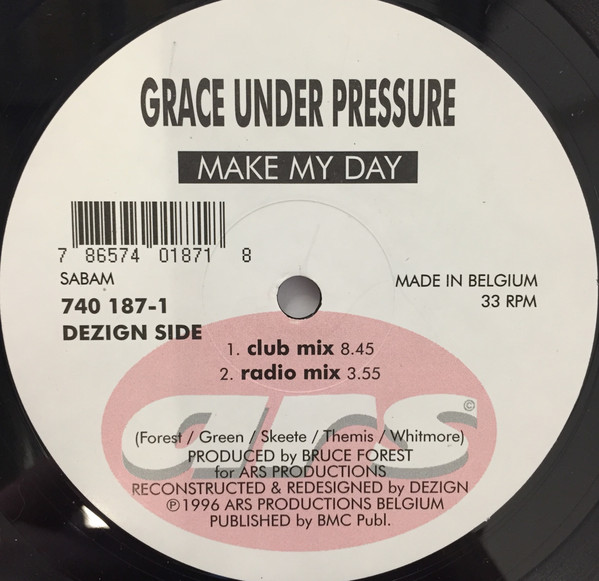 GRACE UNDER PRESSURE
MAKE MY DAY
7 86574 01871 8
SABAM
740 187-1
DEZIGN SIDE
MADE IN BELGIUM
33 RPM
1. club mix 8.45
2. radio mix 3.55
ars ©
(Forest / Green / Skeete / Themis / Whitmore)
PRODUCED by BRUCE FOREST
for ARS PRODUCTIONS
RECONSTRUCTED & REDESIGNED by DEZIGN
℗1996 ARS PRODUCTIONS BELGIUM
PUBLISHED by BMC Publ.